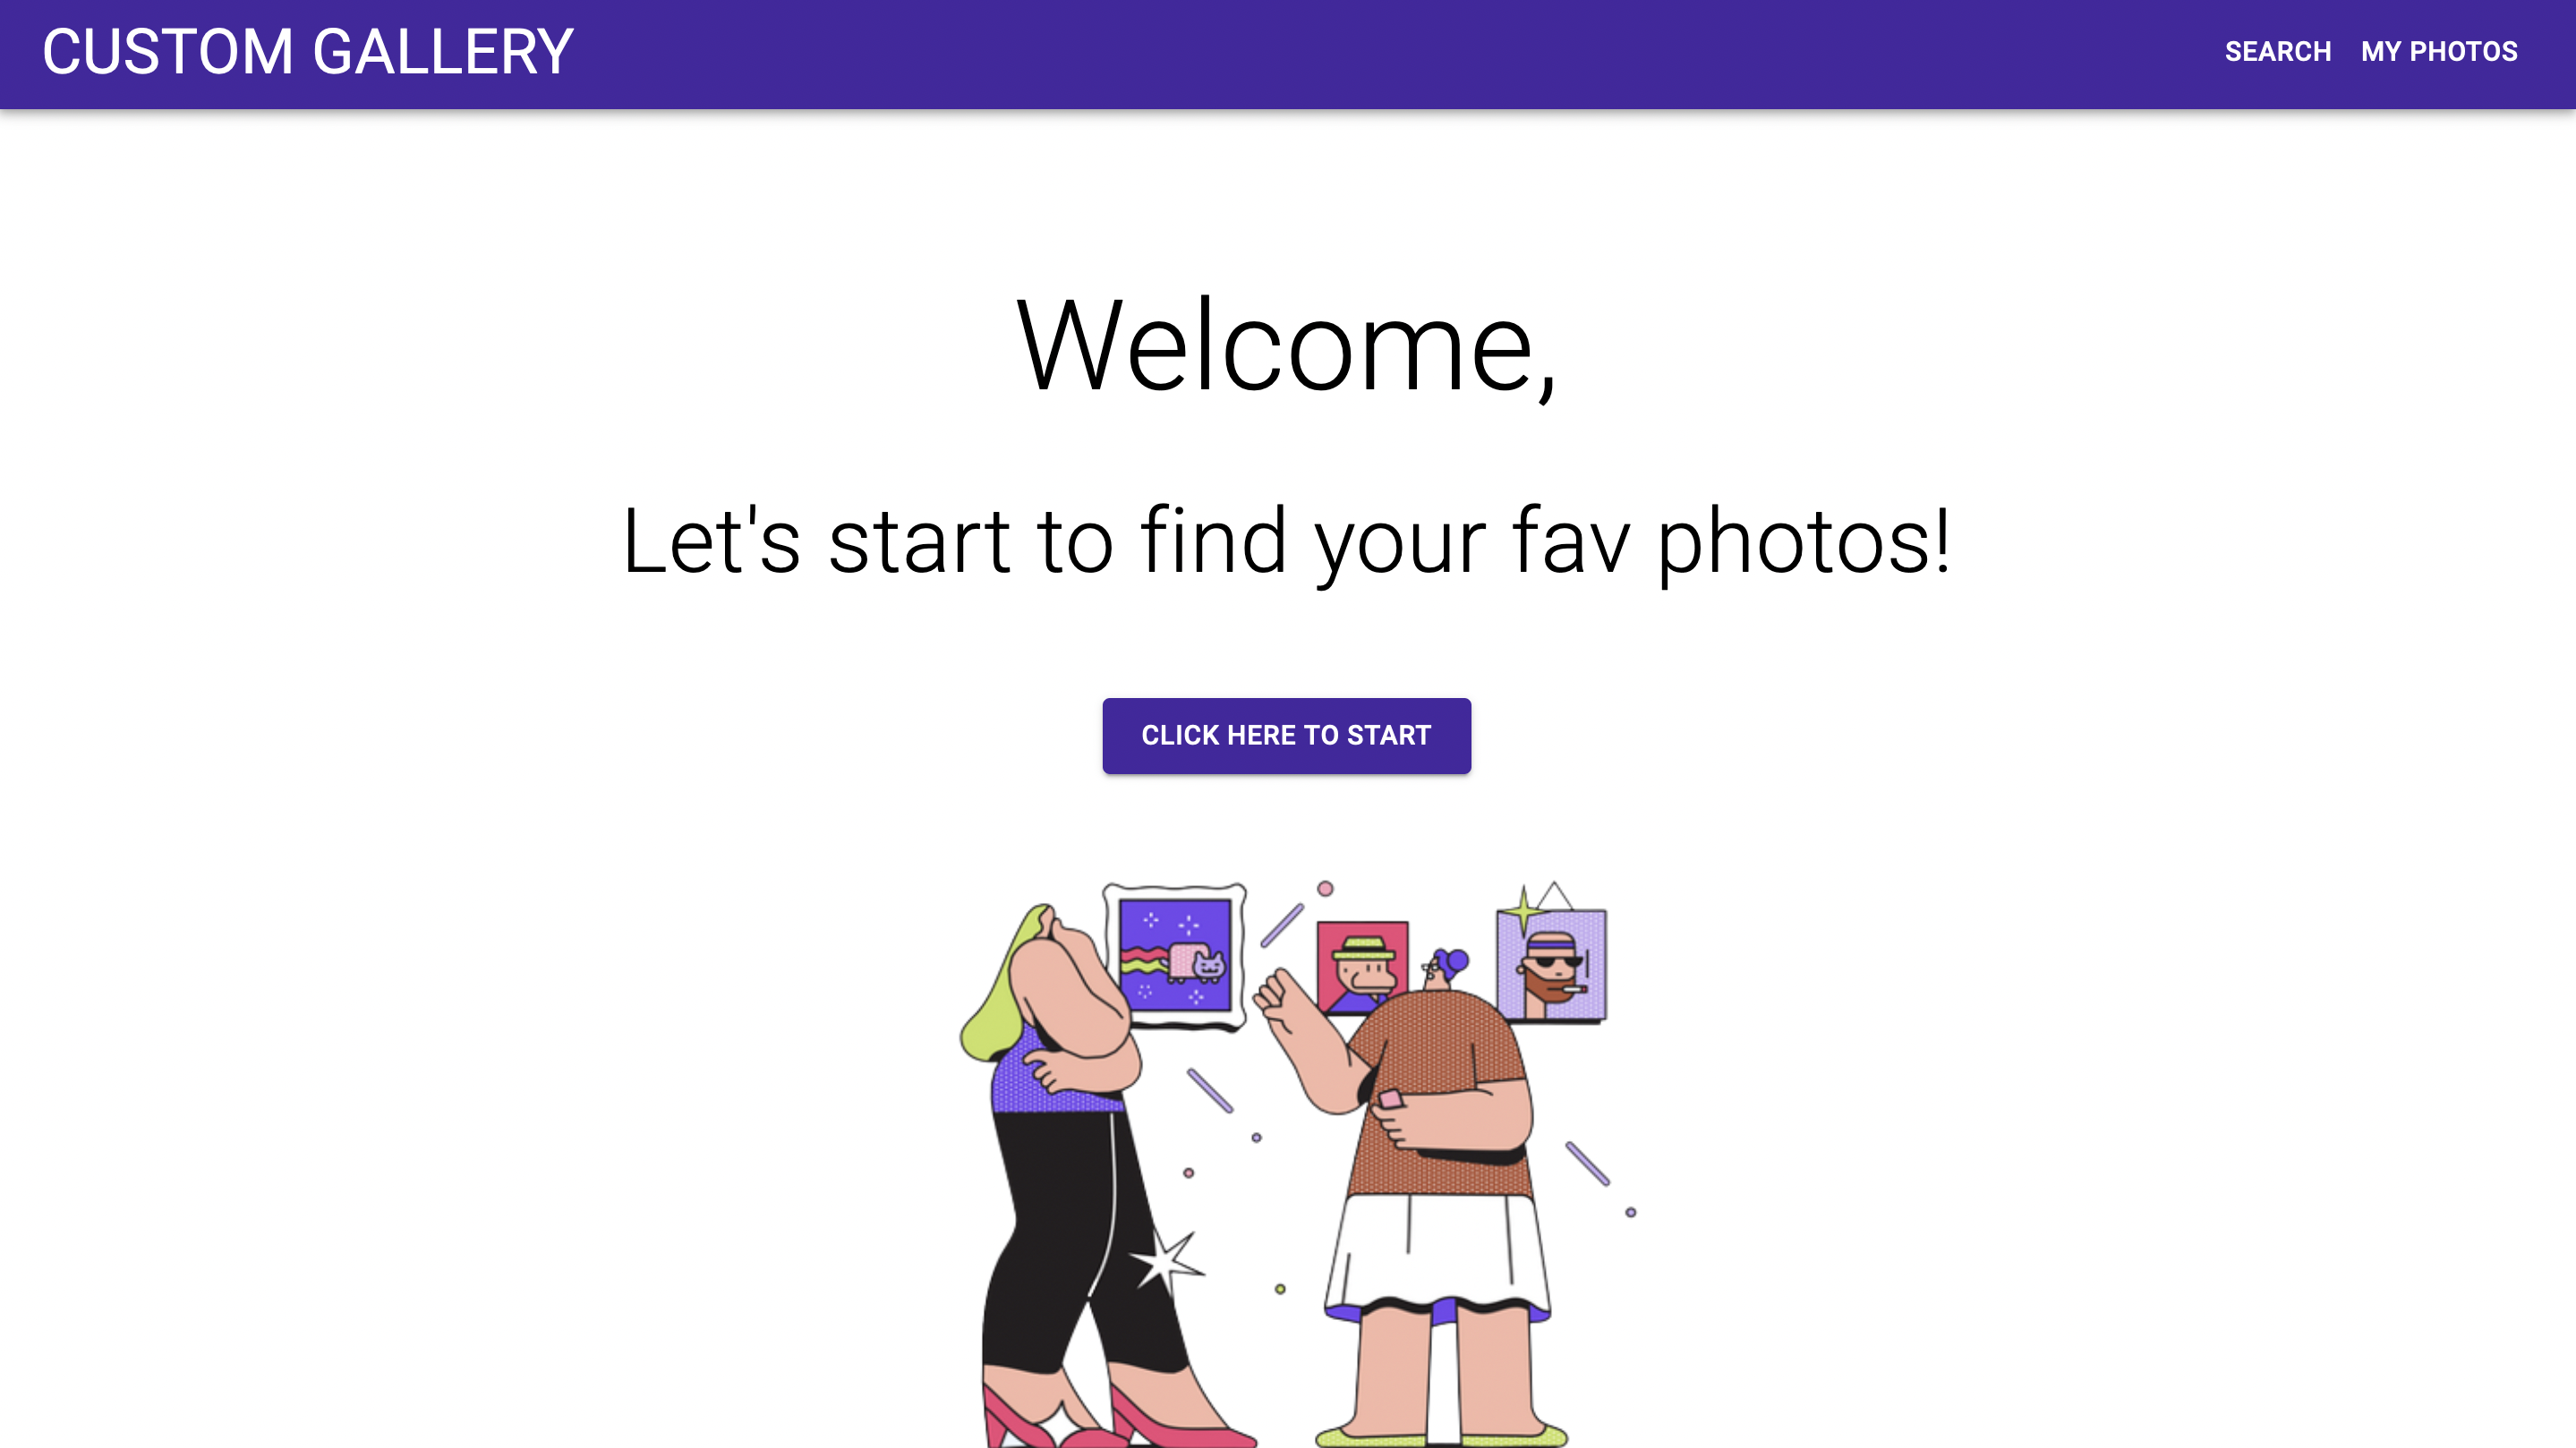 CUSTOM GALLERY
SEARCH MY PHOTOS
Welcome,
Let's start to find your fav photos!
CLICK HERE TO START